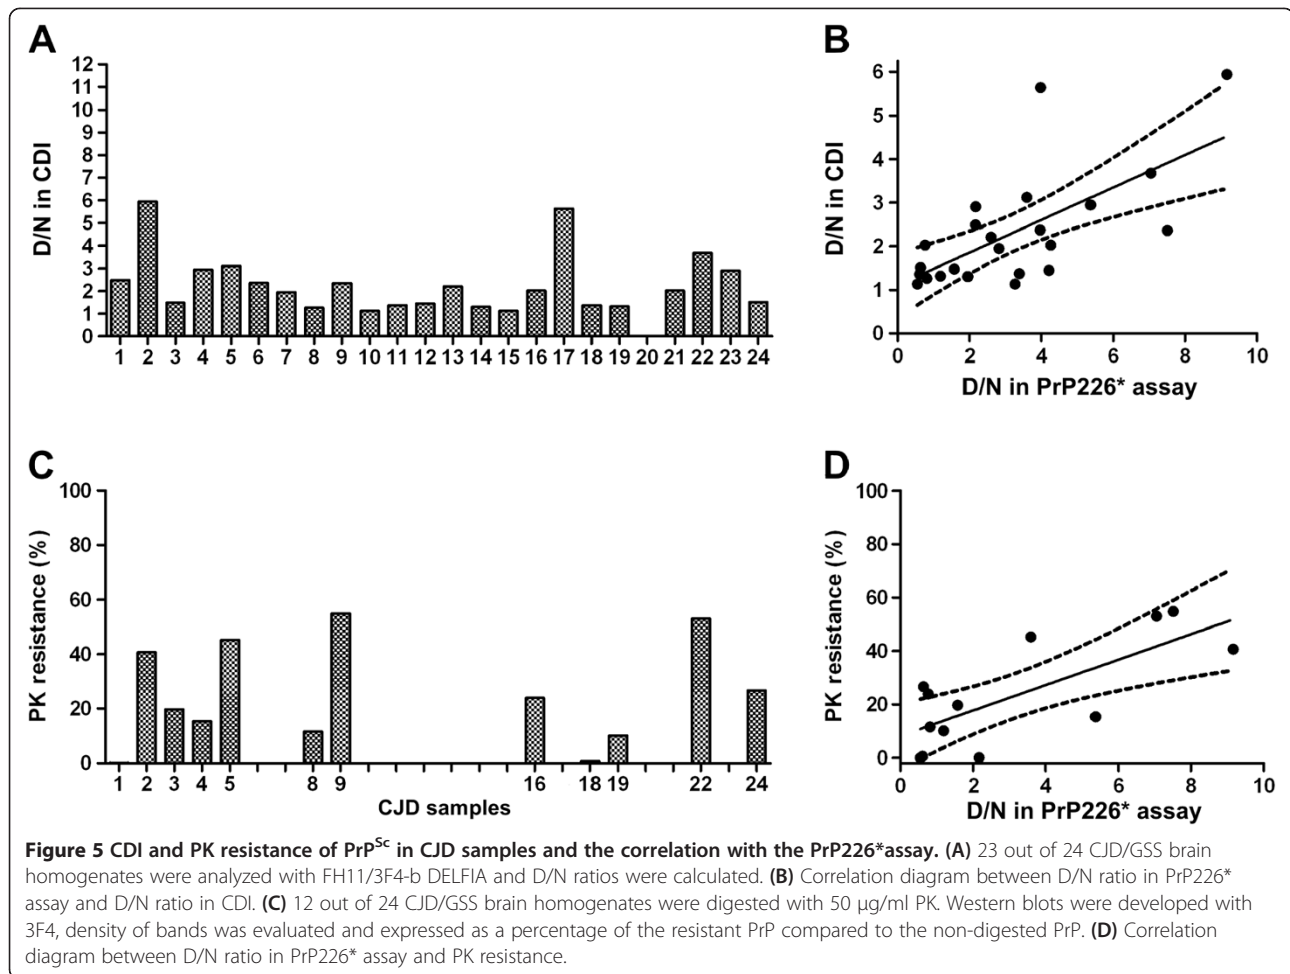 A
B
12
11
10
9
8
7
6
5
4
3
2
1
0
D/N in CDI
1 2 3 4 5 6 7 8 9 10 11 12 13 14 15 16 17 18 19 20 21 22 23 24
6
5
4
3
2
1
0
D/N in CDI
0 2 4 6 8 10
D/N in PrP226* assay
C
D
100
80
60
40
20
0
PK resistance (%)
1 2 3 4 5 8 9 16 18 19 22 24
CJD samples
100
80
60
40
20
0
PK resistance (%)
0 2 4 6 8 10
D/N in PrP226* assay
Figure 5 CDI and PK resistance of PrPSc in CJD samples and the correlation with the PrP226*assay. (A) 23 out of 24 CJD/GSS brain
homogenates were analyzed with FH11/3F4-b DELFIA and D/N ratios were calculated. (B) Correlation diagram between D/N ratio in PrP226*
assay and D/N ratio in CDI. (C) 12 out of 24 CJD/GSS brain homogenates were digested with 50 μg/ml PK. Western blots were developed with
3F4, density of bands was evaluated and expressed as a percentage of the resistant PrP compared to the non-digested PrP. (D) Correlation
diagram between D/N ratio in PrP226* assay and PK resistance.